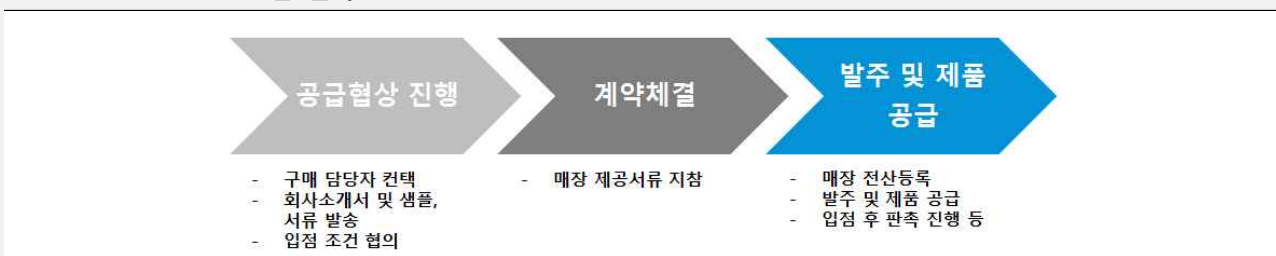 공급협상 진행
계약체결
발주 및 제품
공급
- 구매 담당자 컨택
- 회사소개서 및 샘플,
서류 발송
- 입점 조건 협의
- 매장 제공서류 지참
- 매장 전산등록
- 발주 및 제품 공급
- 입점 후 판촉 진행 등